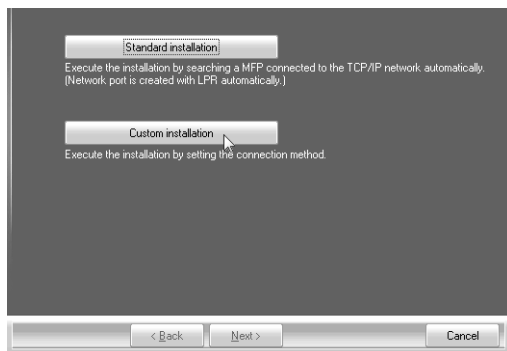 Standard installation
Execute the installation by searching a MFP connected to the TCP/IP network automatically.
(Network port is created with LPR automatically.)
Custom installation
Execute the installation by setting the connection method.
< Back
Next >
Cancel